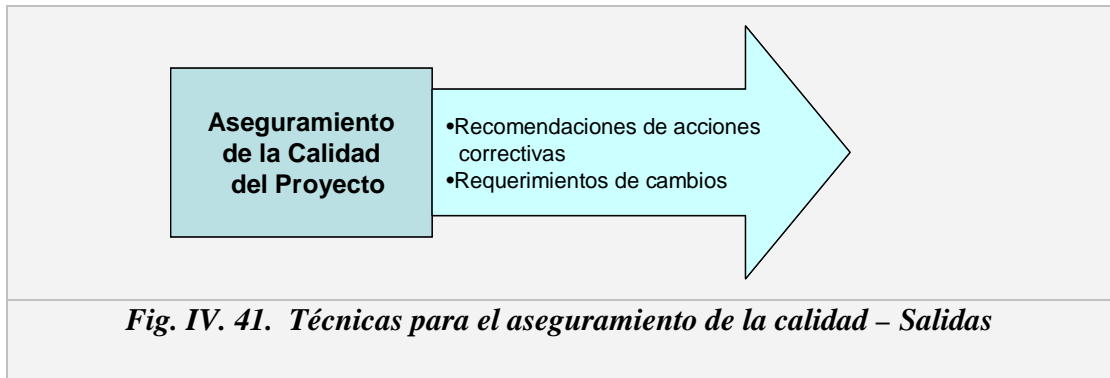 Aseguramiento
de la Calidad
del Proyecto
•Recomendaciones de acciones
correctivas
•Requerimientos de cambios
Fig. IV. 41. Técnicas para el aseguramiento de la calidad – Salidas